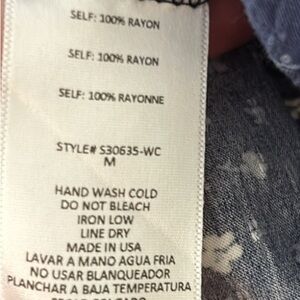 SELF: 100% RAYON
SELF: 100% RAYON
SELF: 100% RAYONNE
STYLE# S30635-WC
M
HAND WASH COLD
DO NOT BLEACH
IRON LOW
LINE DRY
MADE IN USA
LAVAR A MANO AGUA FRIA
NO USAR BLANQUEADOR
PLANCHAR A BAJA TEMPERATURA